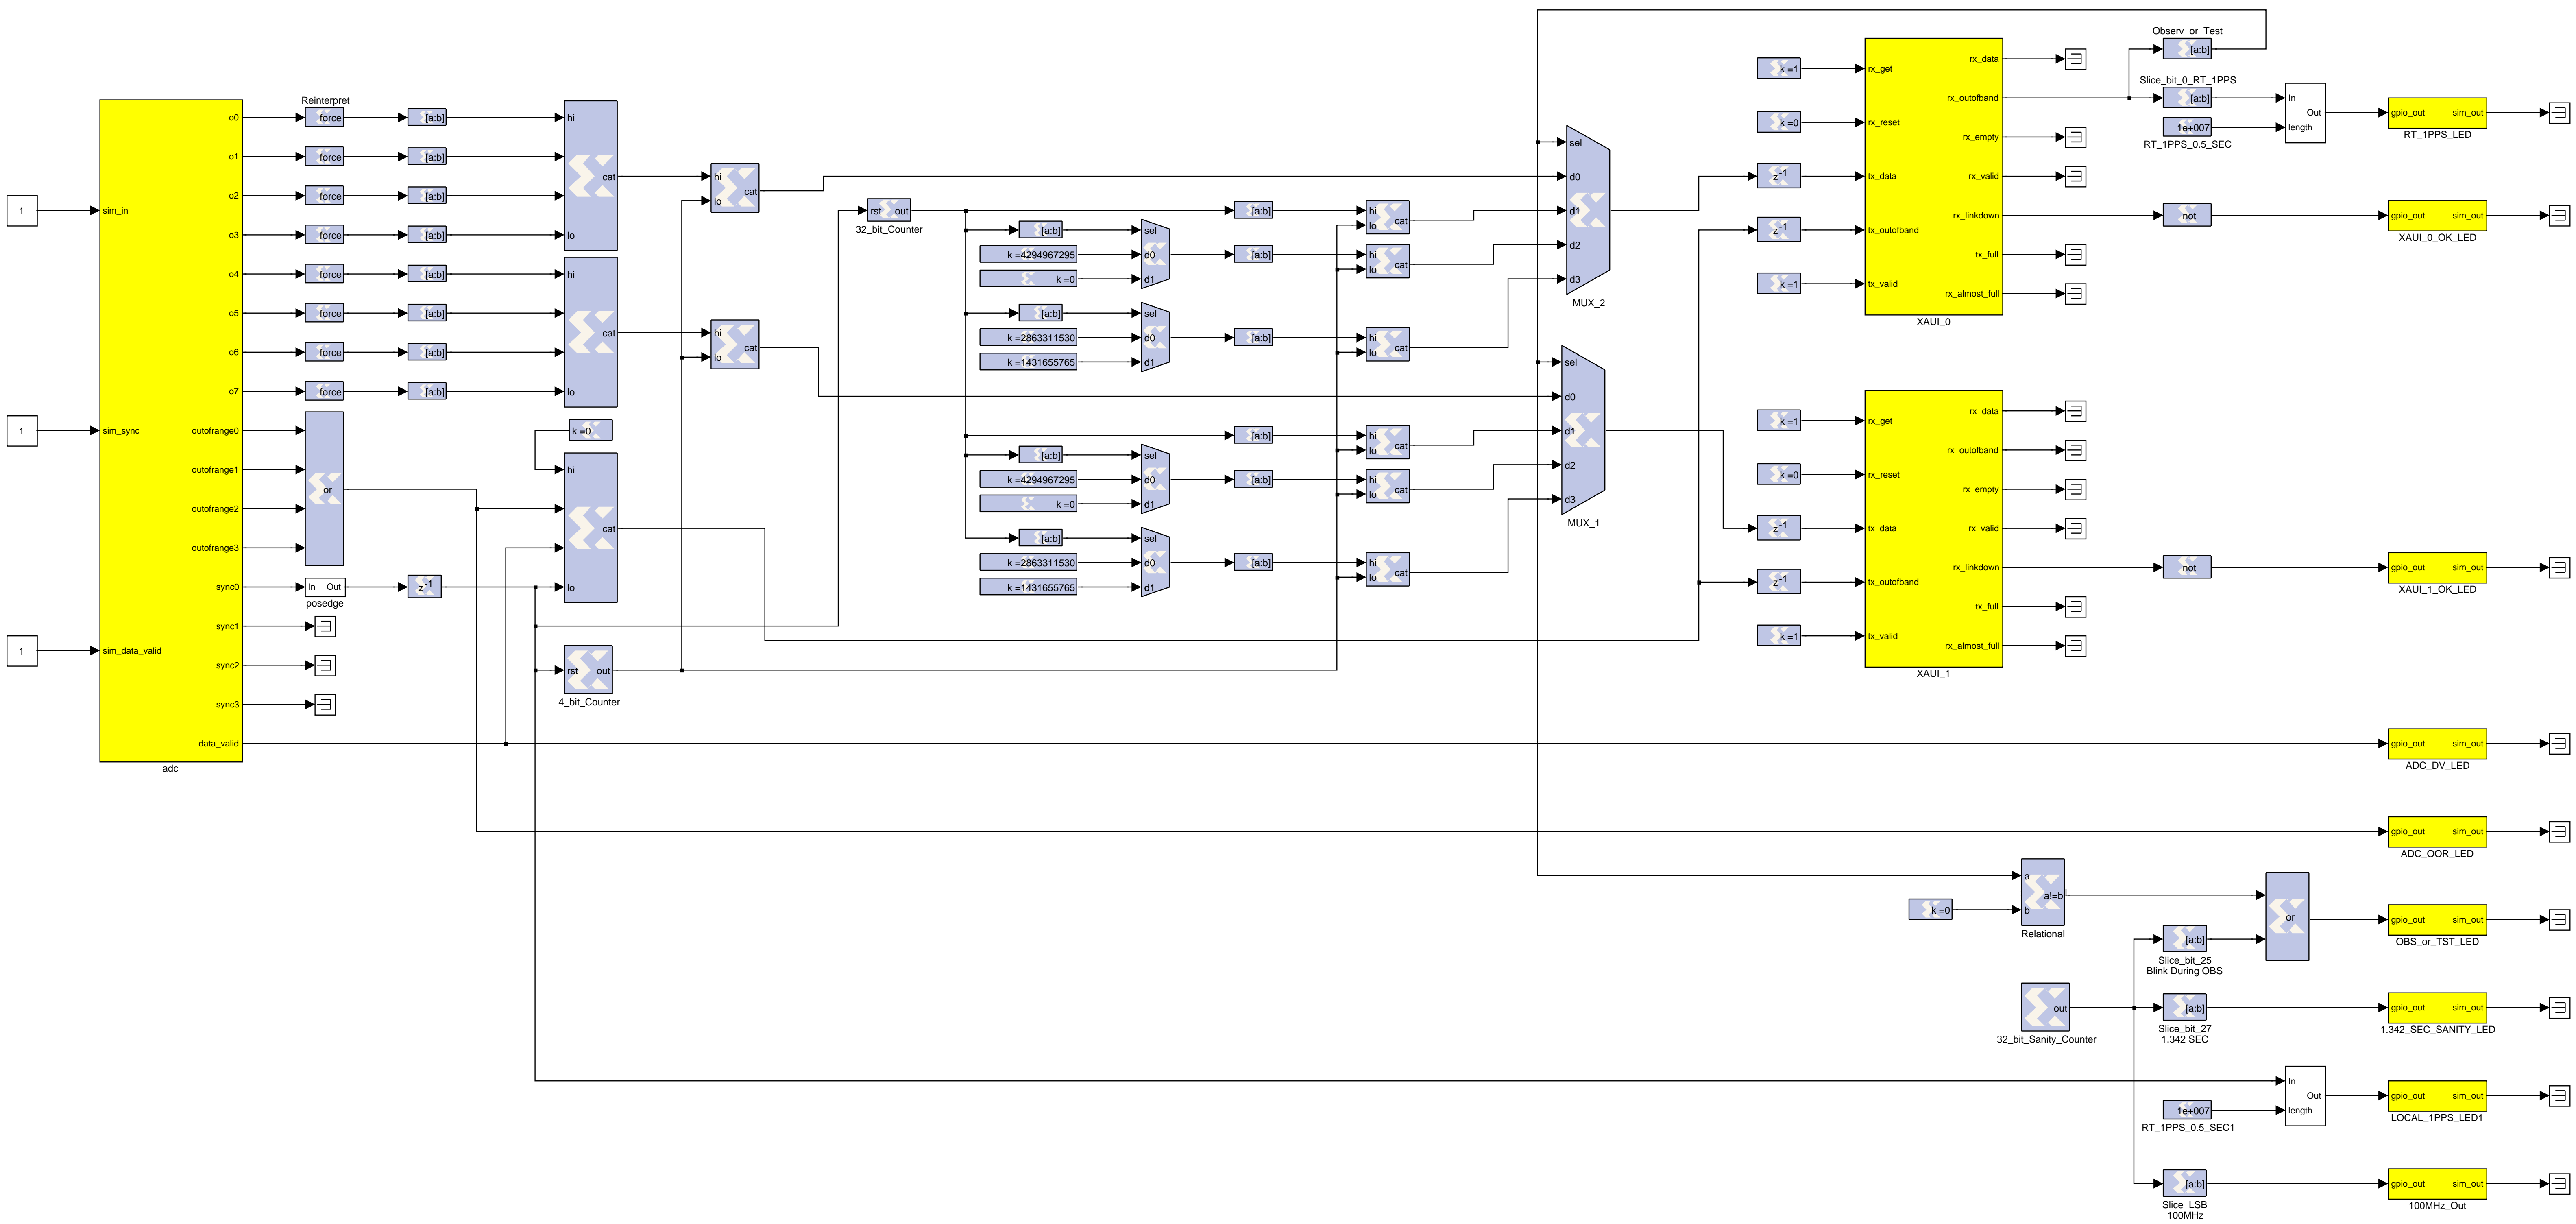 1
sim_in
1
sim_sync
1
sim_data_valid
o0
o1
o2
o3
o4
o5
o6
o7
outofrange0
outofrange1
outofrange2
outofrange3
sync0
sync1
sync2
sync3
data_valid
adc
Reinterpret
force
force
force
force
force
force
force
force
[a:b]
[a:b]
[a:b]
[a:b]
[a:b]
[a:b]
[a:b]
[a:b]
or
In Out
posedge
z-1
hi
cat
lo
hi
cat
lo
k =0
hi
cat
lo
rst out
4_bit_Counter
hi
lo
cat
hi
lo
cat
rst out
32_bit_Counter
[a:b]
k =4294967295
k =0
sel
d0
d1
[a:b]
k =2863311530
k =1431655765
sel
d0
d1
[a:b]
k =4294967295
k =0
sel
d0
d1
[a:b]
k =2863311530
k =1431655765
sel
d0
d1
[a:b]
[a:b]
[a:b]
[a:b]
[a:b]
[a:b]
hi
lo
cat
hi
lo
cat
hi
lo
cat
hi
lo
cat
hi
lo
cat
hi
lo
cat
sel
d0
d1
d2
d3
MUX_2
sel
d0
d1
d2
d3
MUX_1
k =1
k =0
z-1
z-1
k =1
rx_get
rx_reset
tx_data
tx_outofband
tx_valid
rx_data
rx_outofband
rx_empty
rx_valid
rx_linkdown
tx_full
rx_almost_full
XAUI_0
k =1
k =0
z-1
z-1
k =1
rx_get
rx_reset
tx_data
tx_outofband
tx_valid
rx_data
rx_outofband
rx_empty
rx_valid
rx_linkdown
tx_full
rx_almost_full
XAUI_1
Observ_or_Test
[a:b]
Slice_bit_0_RT_1PPS
[a:b]
1e+007
RT_1PPS_0.5_SEC
In
Out
length
gpio_out sim_out
RT_1PPS_LED
not
gpio_out sim_out
XAUI_0_OK_LED
not
gpio_out sim_out
XAUI_1_OK_LED
gpio_out sim_out
ADC_DV_LED
gpio_out sim_out
ADC_OOR_LED
k =0
a
a!=b
b
Relational
or
gpio_out sim_out
OBS_or_TST_LED
[a:b]
Slice_bit_25
Blink During OBS
out
32_bit_Sanity_Counter
[a:b]
Slice_bit_27
1.342 SEC
gpio_out sim_out
1.342_SEC_SANITY_LED
1e+007
RT_1PPS_0.5_SEC1
In
Out
length
gpio_out sim_out
LOCAL_1PPS_LED1
[a:b]
Slice_LSB
100MHz
gpio_out sim_out
100MHz_Out